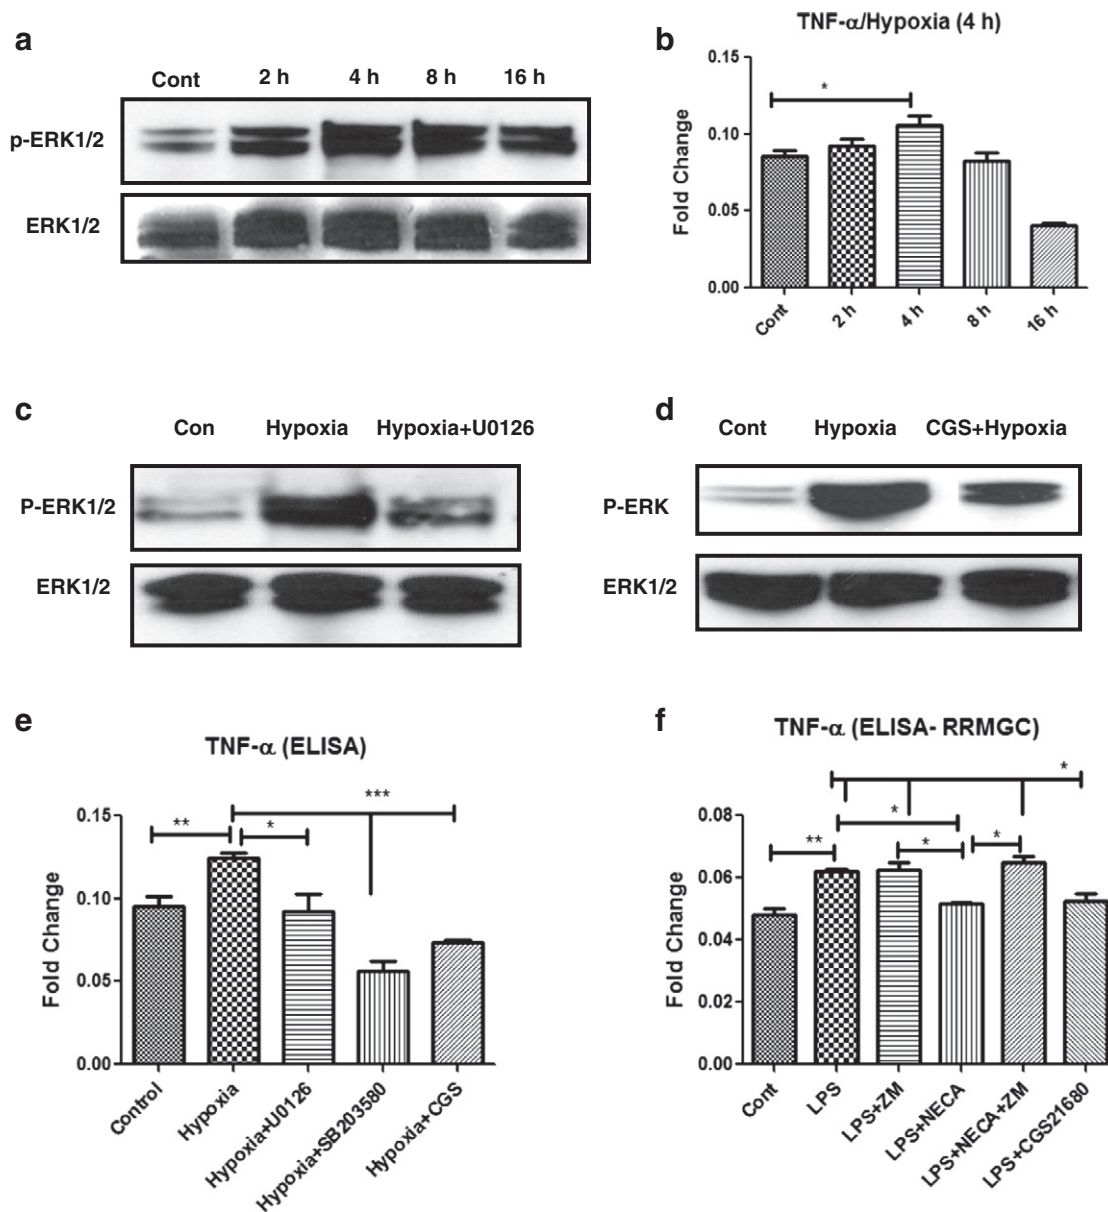 a
Cont 2 h 4 h 8 h 16 h
p-ERK1/2
ERK1/2
b
TNF-α/Hypoxia (4 h)
*
0.15
0.10
0.05
0.00
Fold Change
Cont 2 h 4 h 8 h 16 h
c
Con Hypoxia Hypoxia+U0126
P-ERK1/2
ERK1/2
d
Cont Hypoxia CGS+Hypoxia
P-ERK
ERK1/2
e
TNF-α (ELISA)
***
** *
0.15
0.10
0.05
0.00
Fold Change
Control Hypoxia Hypoxia+U0126 Hypoxia+SB203580 Hypoxia+CGS
f
TNF-α (ELISA- RRMGC)
*
*
** * *
0.08
0.06
0.04
0.02
0.00
Fold Change
Cont LPS LPS+ZM LPS+NECA LPS+NECA+ZM LPS+CGS21680